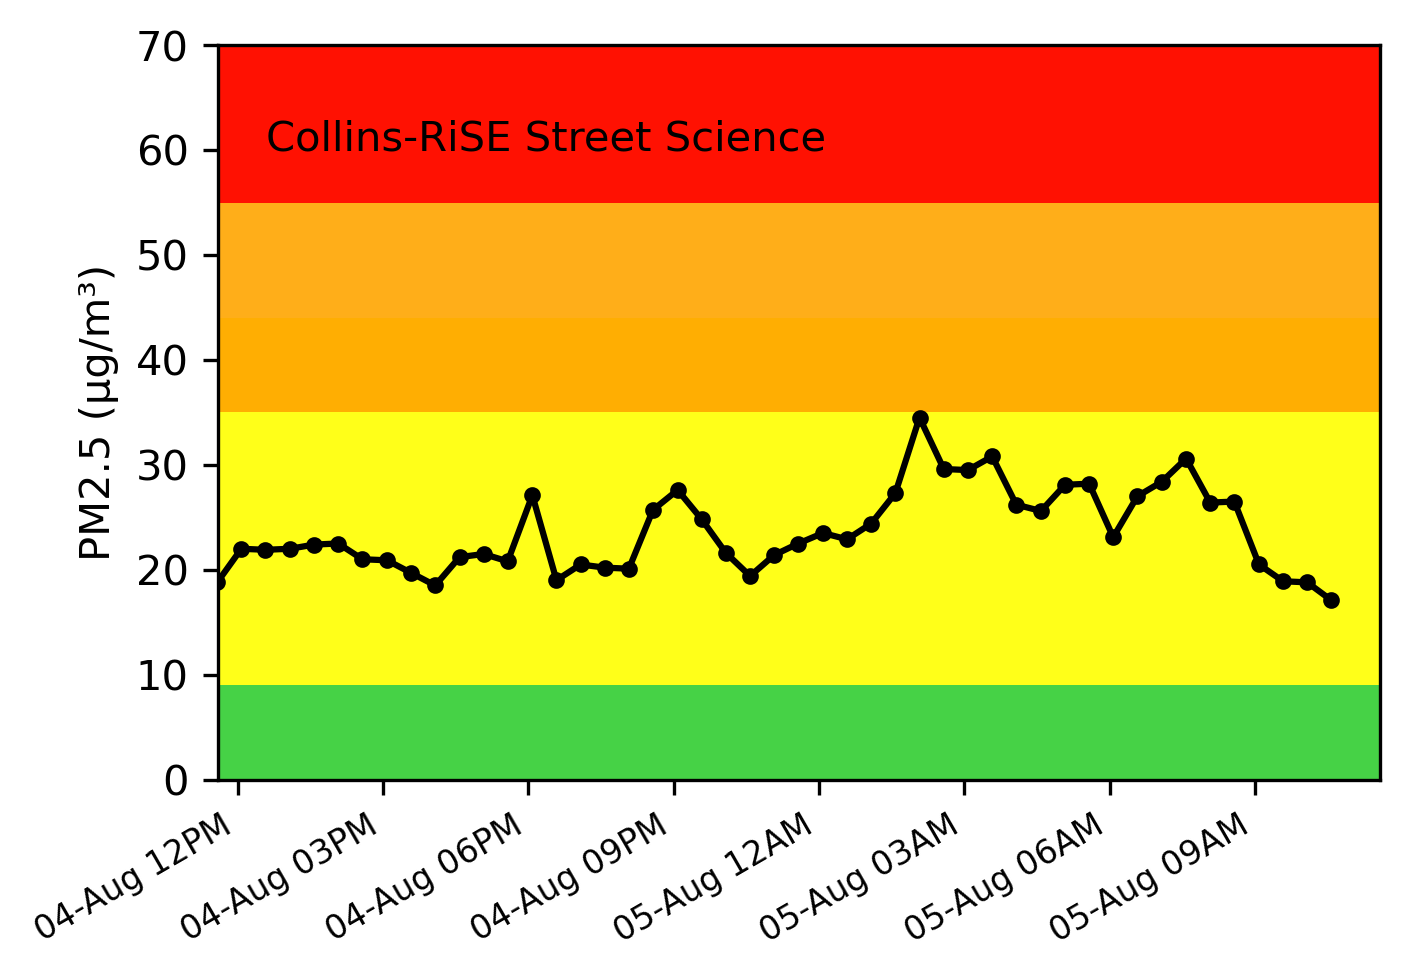 70
Collins-RiSE Street Science
60
50
40
30
20
10
0
PM2.5 (µg/m³)
04-Aug 12PM
04-Aug 03PM
04-Aug 06PM
04-Aug 09PM
05-Aug 12AM
05-Aug 03AM
05-Aug 06AM
05-Aug 09AM